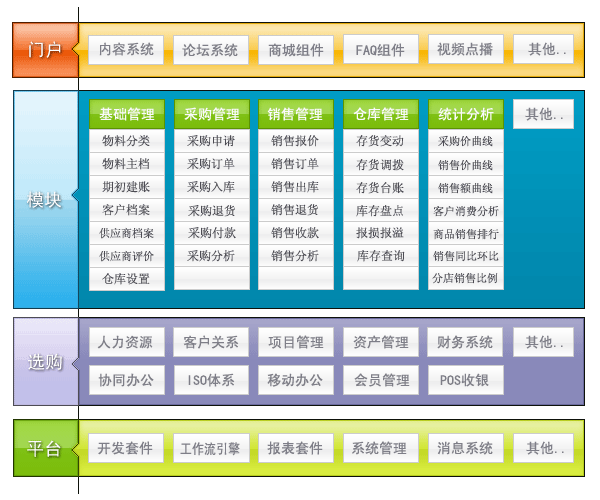 门户
内容系统 论坛系统 商城组件 FAQ组件 视频点播 其他..
模块
基础管理 采购管理 销售管理 仓库管理 统计分析 其他..
物料分类 采购申请 销售报价 存货变动 采购价曲线
物料主档 采购订单 销售订单 存货调拨 销售价曲线
期初建账 采购入库 销售出库 存货台账 销售额曲线
客户档案 采购退货 销售退货 库存盘点 客户消费分析
供应商档案 采购付款 销售收款 报损报溢 商品销售排行
供应商评价 采购分析 销售分析 库存查询 销售同比环比
仓库设置 分店销售比例
选购
人力资源 客户关系 项目管理 资产管理 财务系统 其他..
协同办公 ISO体系 移动办公 会员管理 POS收银
平台
开发套件 工作流引擎 报表套件 系统管理 消息系统 其他..